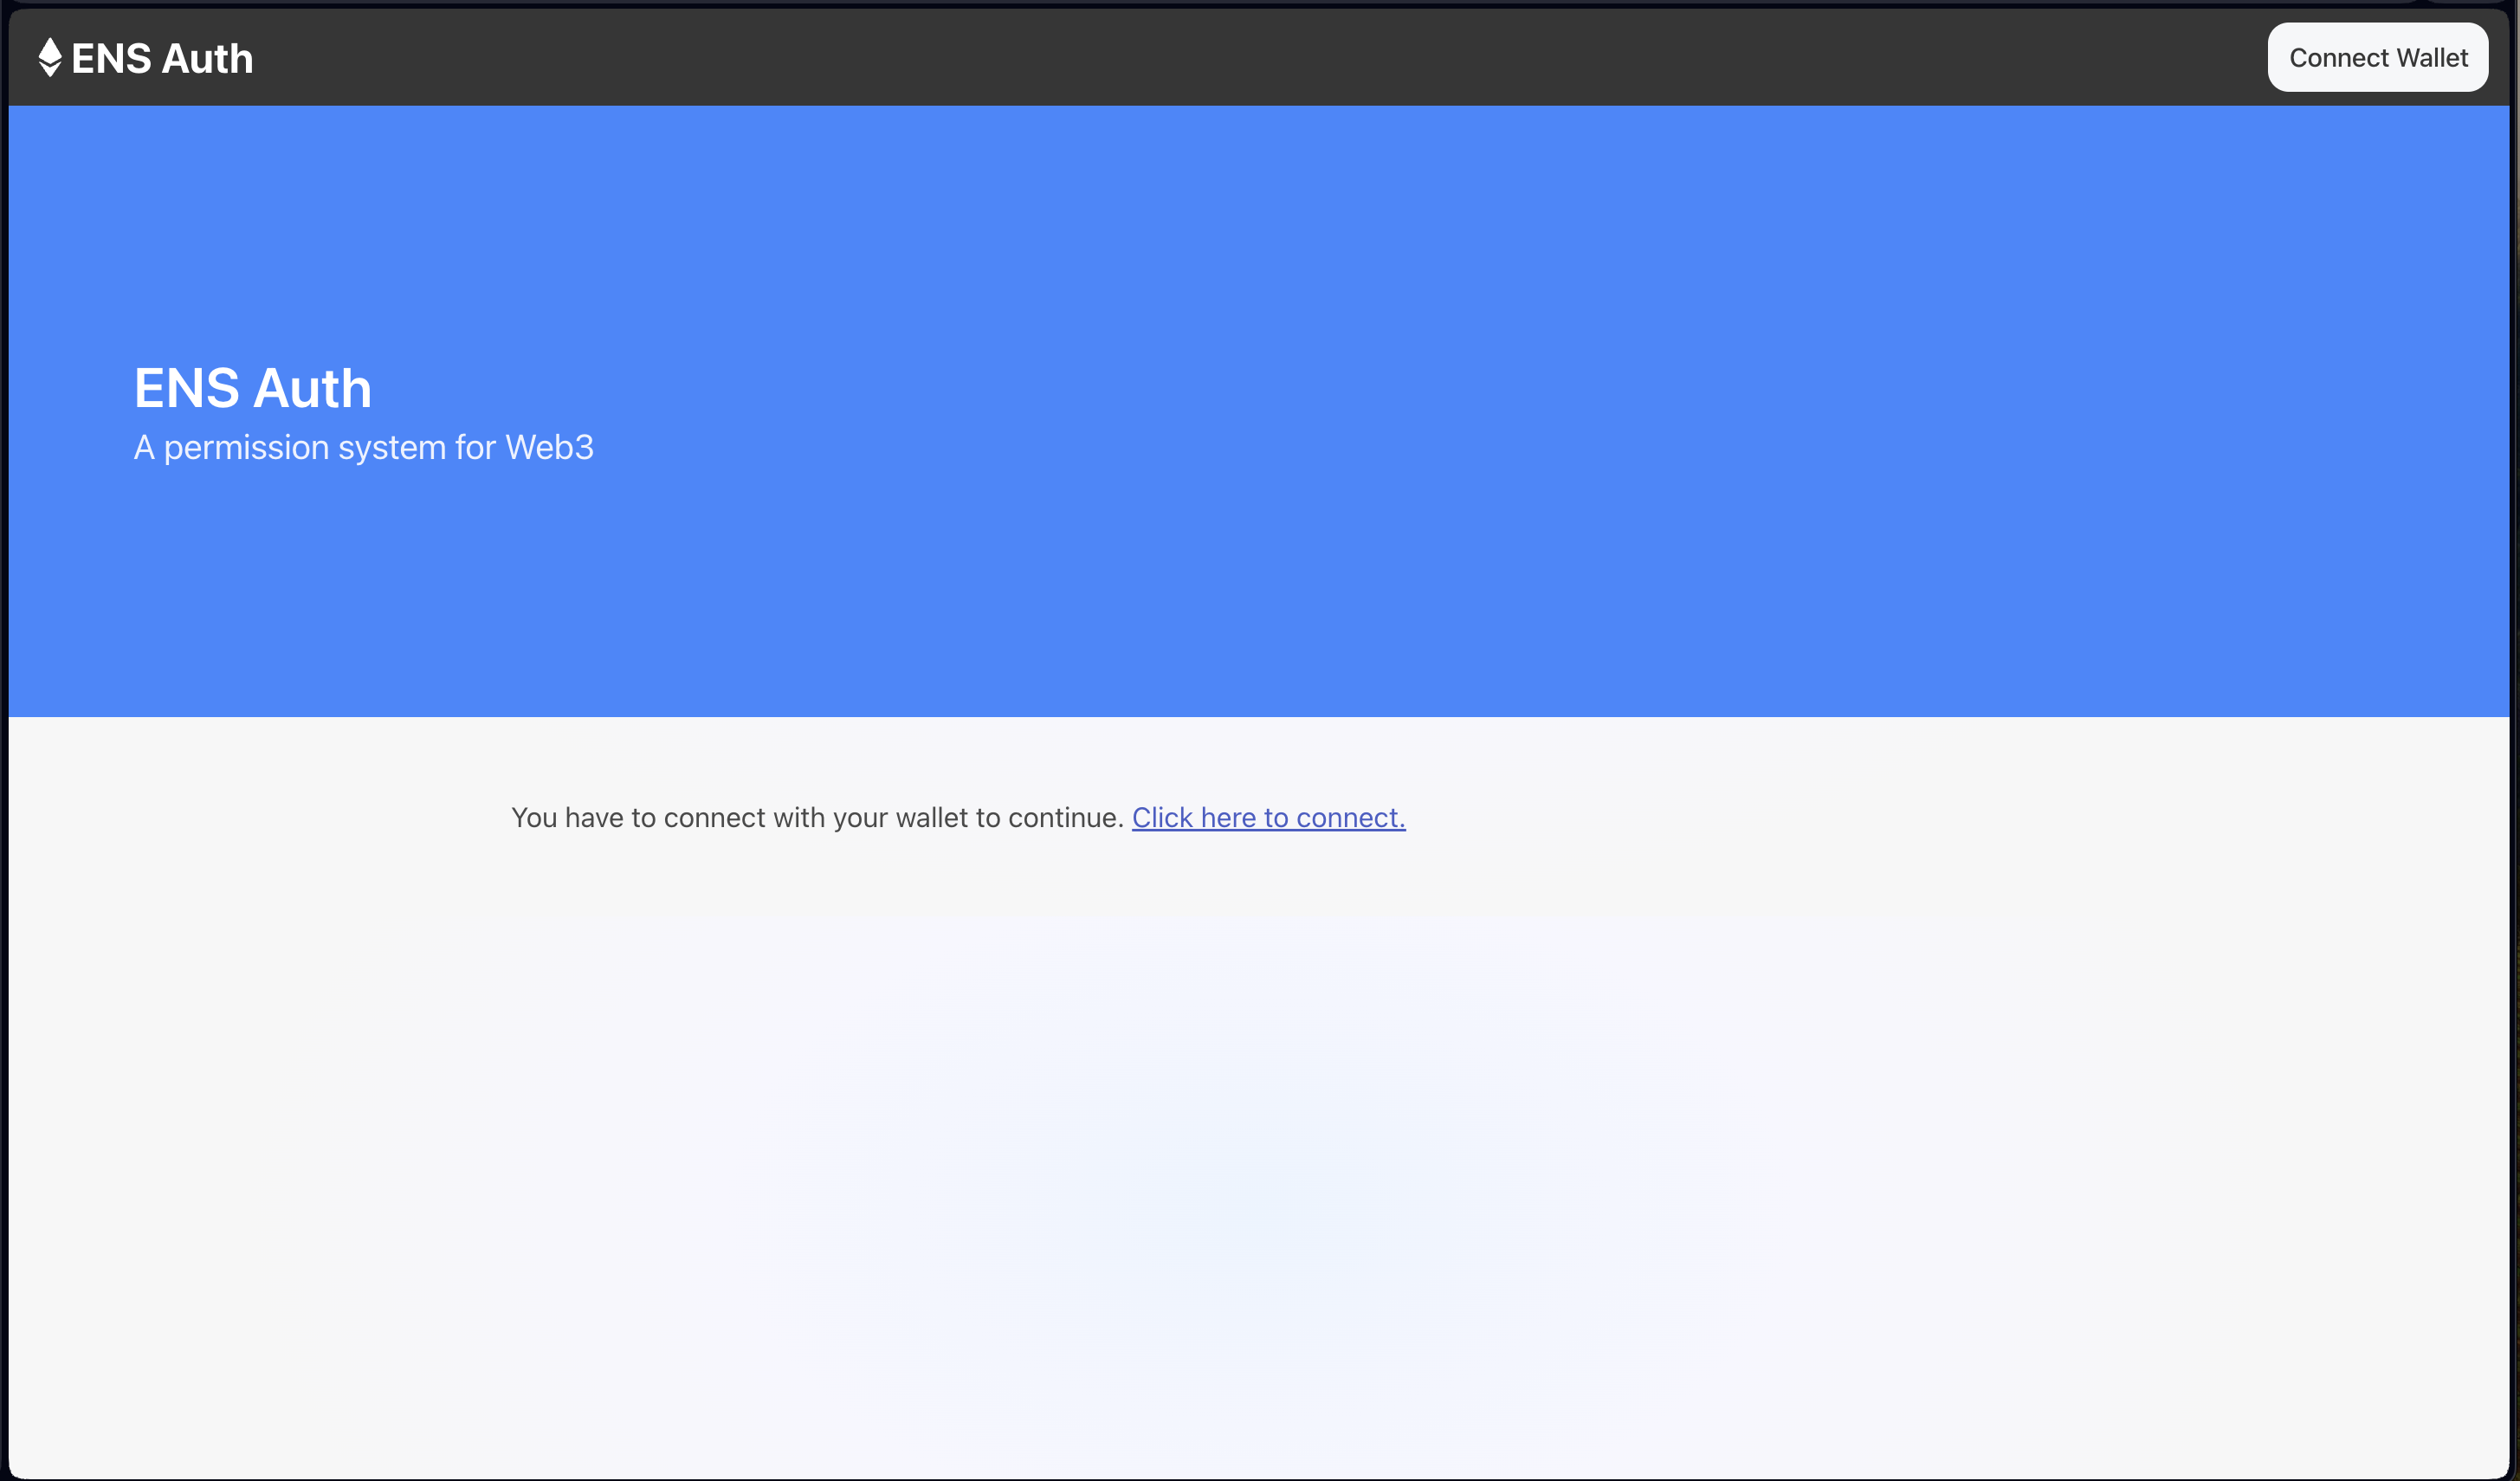 ENS Auth
Connect Wallet
ENS Auth
A permission system for Web3
You have to connect with your wallet to continue. Click here to connect.